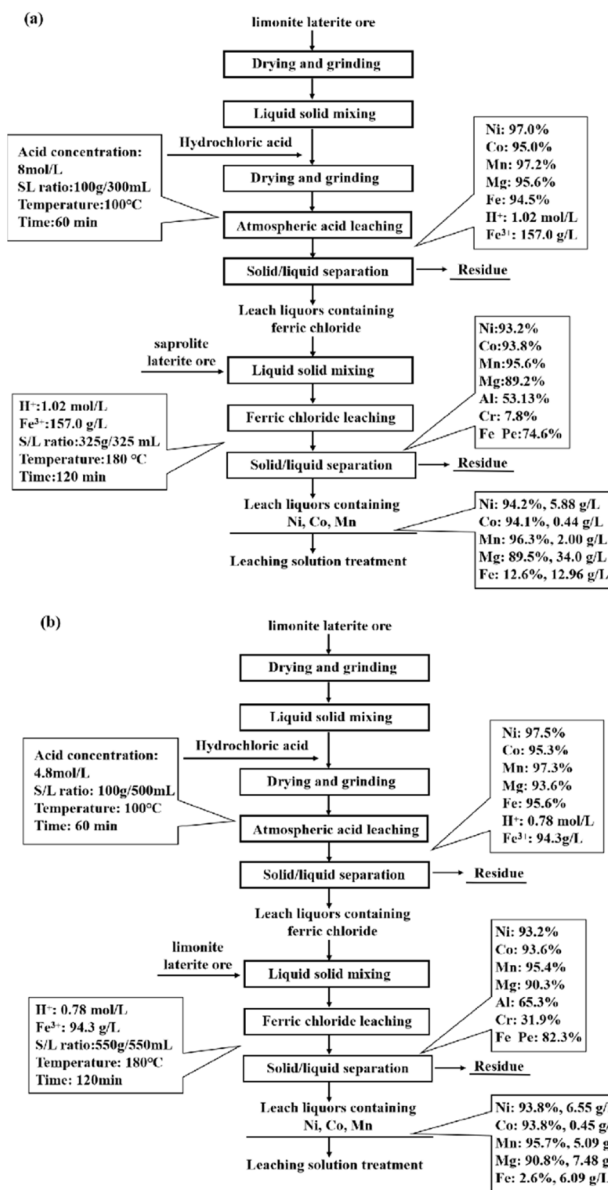 (a)
limonite laterite ore
Drying and grinding
Liquid solid mixing
Acid concentration:
8mol/L
SL ratio:100g/300mL
Temperature:100°C
Time:60 min
Hydrochloric acid
Drying and grinding
Ni: 97.0%
Co: 95.0%
Mn: 97.2%
Mg: 95.6%
Fe: 94.5%
H⁺: 1.02 mol/L
Fe³⁺: 157.0 g/L
Atmospheric acid leaching
Solid/liquid separation
Residue
Leach liquors containing
ferric chloride
saprolite
laterite ore
Liquid solid mixing
Ni:93.2%
Co:93.8%
Mn:95.6%
Mg:89.2%
Al: 53.13%
Cr: 7.8%
Fe Pe:74.6%
H⁺:1.02 mol/L
Fe³⁺:157.0 g/L
S/L ratio:325g/325 mL
Temperature:180 °C
Time:120 min
Ferric chloride leaching
Solid/liquid separation
Residue
Leach liquors containing
Ni, Co, Mn
Ni: 94.2%, 5.88 g/L
Co: 94.1%, 0.44 g/L
Mn: 96.3%, 2.00 g/L
Mg: 89.5%, 34.0 g/L
Fe: 12.6%, 12.96 g/L
Leaching solution treatment
(b)
limonite laterite ore
Drying and grinding
Liquid solid mixing
Acid concentration:
4.8mol/L
S/L ratio: 100g/500mL
Temperature: 100°C
Time: 60 min
Hydrochloric acid
Drying and grinding
Ni: 97.5%
Co: 95.3%
Mn: 97.3%
Mg: 93.6%
Fe: 95.6%
H⁺: 0.78 mol/L
Fe³⁺: 94.3g/L
Atmospheric acid leaching
Solid/liquid separation
Residue
Leach liquors containing
ferric chloride
limonite
laterite ore
Liquid solid mixing
Ni: 93.2%
Co: 93.6%
Mn: 95.4%
Mg: 90.3%
Al: 65.3%
Cr: 31.9%
Fe Pe: 82.3%
H⁺: 0.78 mol/L
Fe³⁺: 94.3 g/L
S/L ratio:550g/550mL
Temperature: 180°C
Time: 120min
Ferric chloride leaching
Solid/liquid separation
Residue
Leach liquors containing
Ni, Co, Mn
Ni: 93.8%, 6.55 g/L
Co: 93.8%, 0.45 g/
Mn: 95.7%, 5.09 g
Mg: 90.8%, 7.48 g
Fe: 2.6%, 6.09 g/L
Leaching solution treatment